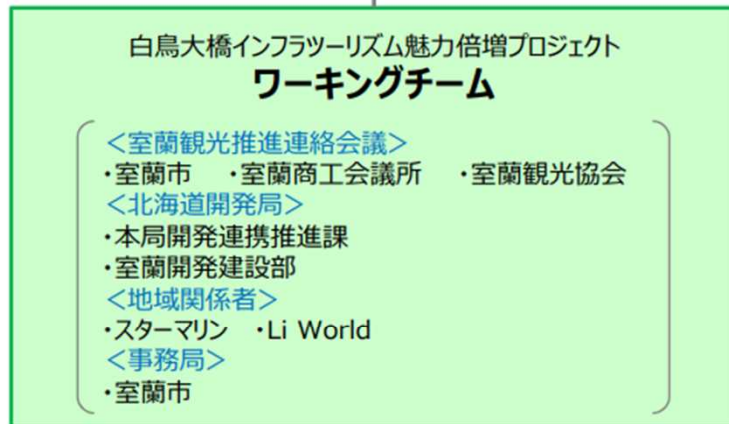 白鳥大橋インフラツーリズム魅力倍増プロジェクト
ワーキングチーム
＜室蘭観光推進連絡会議＞
・室蘭市　・室蘭商工会議所　・室蘭観光協会
＜北海道開発局＞
・本局開発連携推進課
・室蘭開発建設部
＜地域関係者＞
・スターマリン　・Li World
＜事務局＞
・室蘭市